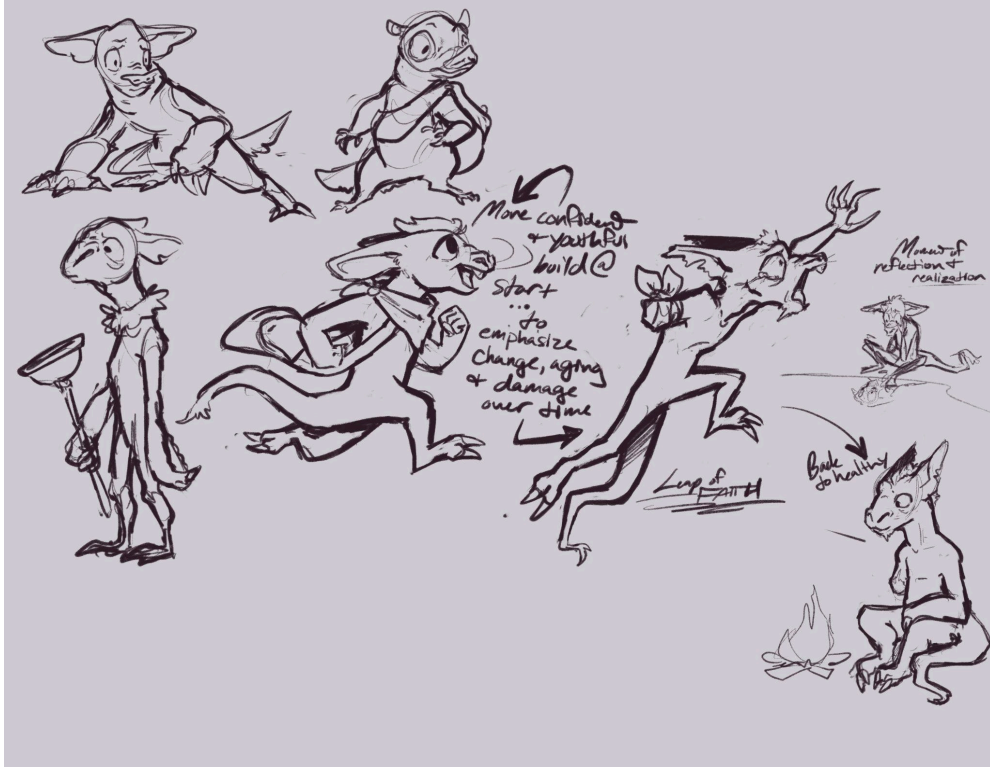 More confident
+ youthful
build @
start
...
to
emphasize
change, aging
+ damage
over time
Leap of
FAITH
Moment of
reflection +
realization
Back
to healthy